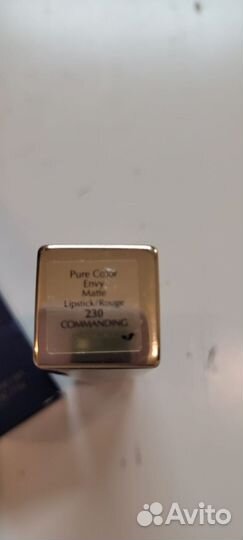 Pure Color
Envy
Matte
Lipstick/Rouge
230
COMMANDING
Avito